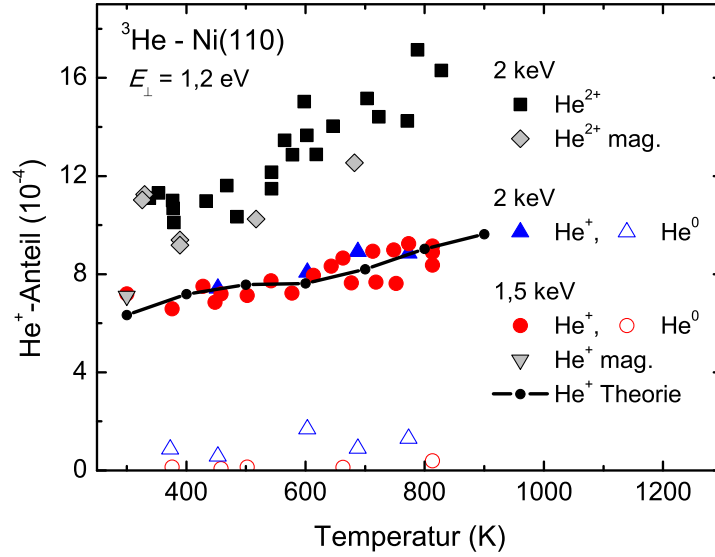 ³He - Ni(110)
E⊥ = 1,2 eV
2 keV
He²⁺
He²⁺ mag.
2 keV
He⁺, He⁰
1,5 keV
He⁺, He⁰
He⁺ mag.
He⁺ Theorie
He⁺-Anteil (10⁻⁴)
16
12
8
4
0
400 600 800 1000 1200
Temperatur (K)